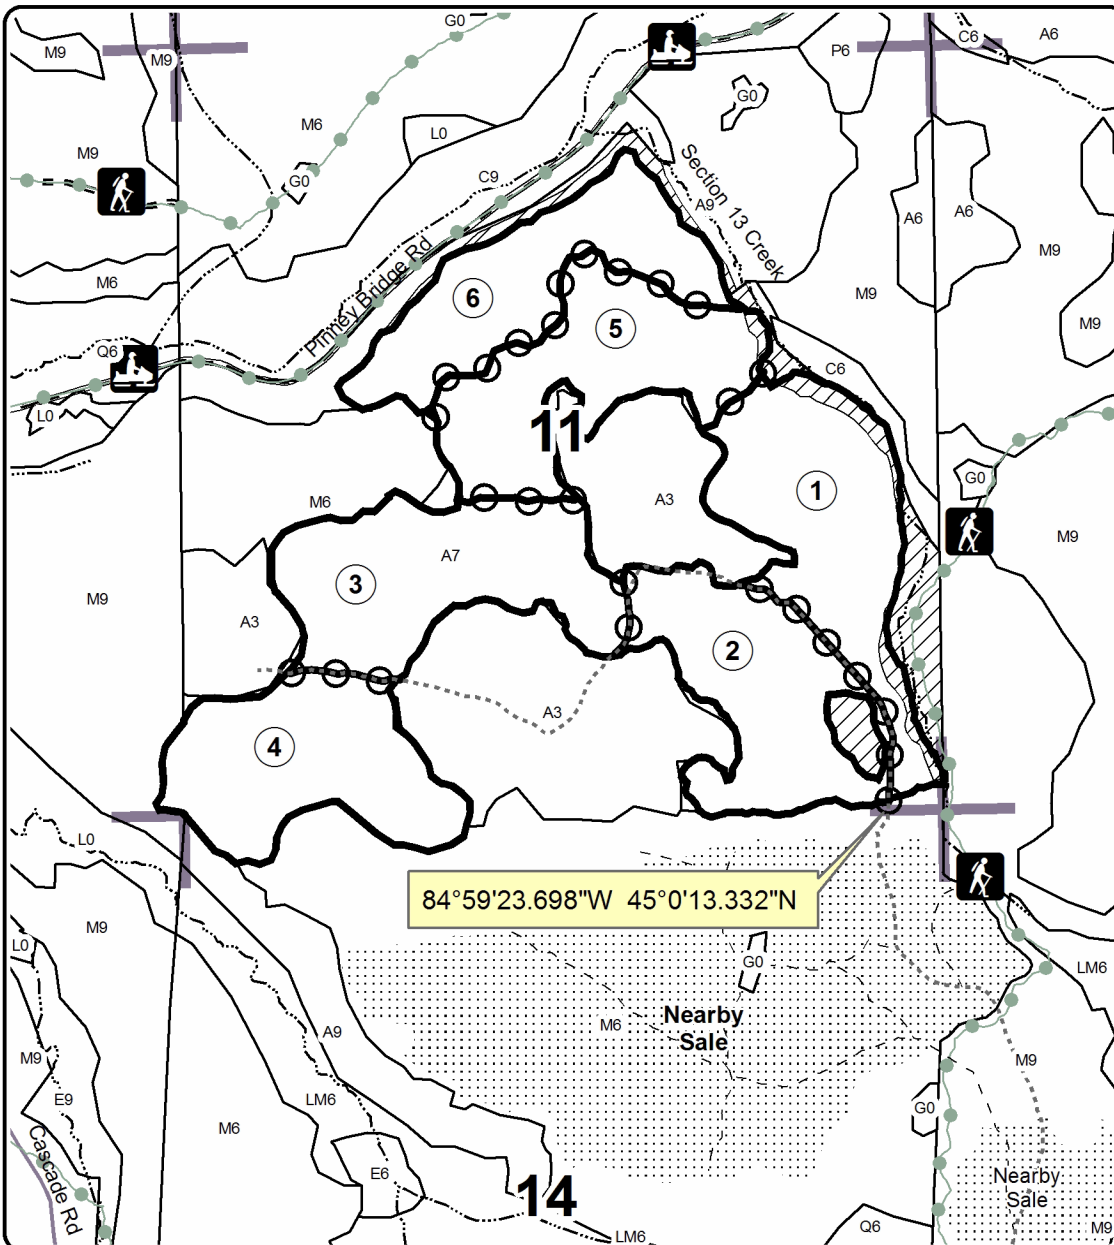 G0
M9
M9
C6
A6
P6
G0
M6
L0
M9
G0
C9
Section 13 Creek
A9
A6
A6
M9
M6
Pinney Bridge Rd
6
5
M9
M9
Q6
C6
L0
11
G0
1
M6
A3
A7
M9
M9
3
A3
2
A3
4
L0
84°59'23.698"W 45°0'13.332"N
M9
L0
G0
LM6
Nearby
Sale
M6
A9
M9
M9
E9
LM6
M6
G0
Cascade Rd
E6
14
Nearby
Sale
Q6
M9
LM6